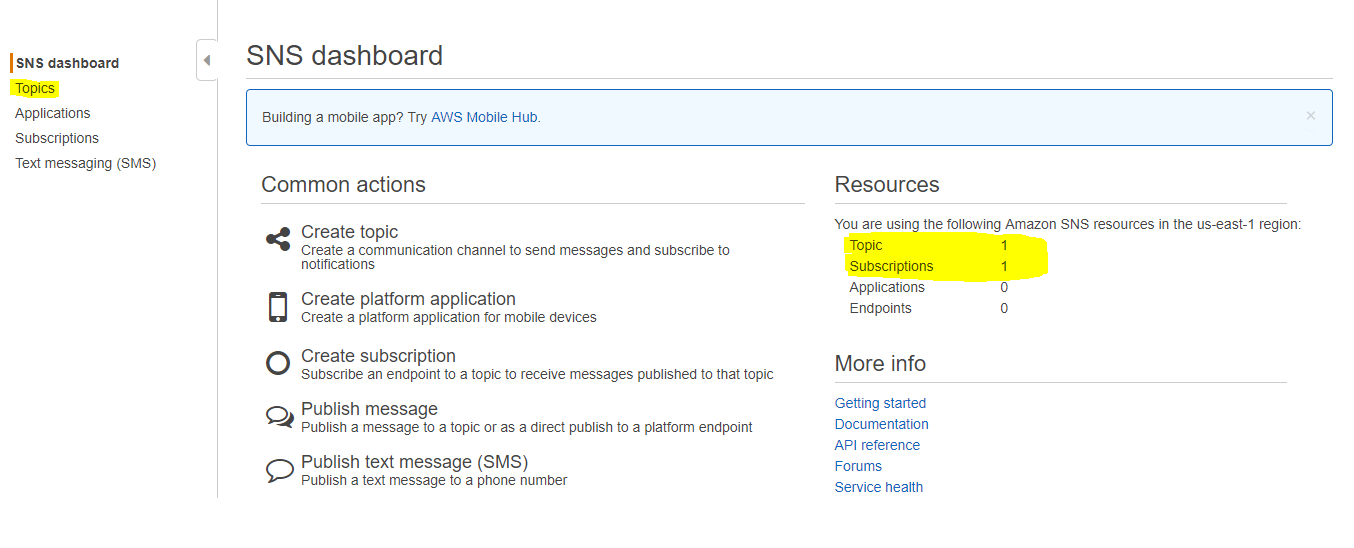 SNS dashboard
Topics
Applications
Subscriptions
Text messaging (SMS)
SNS dashboard
Building a mobile app? Try AWS Mobile Hub.
×
Common actions
Create topic
Create a communication channel to send messages and subscribe to
notifications
Create platform application
Create a platform application for mobile devices
Create subscription
Subscribe an endpoint to a topic to receive messages published to that topic
Publish message
Publish a message to a topic or as a direct publish to a platform endpoint
Publish text message (SMS)
Publish a text message to a phone number
Resources
You are using the following Amazon SNS resources in the us-east-1 region:
Topic 1
Subscriptions 1
Applications 0
Endpoints 0
More info
Getting started
Documentation
API reference
Forums
Service health